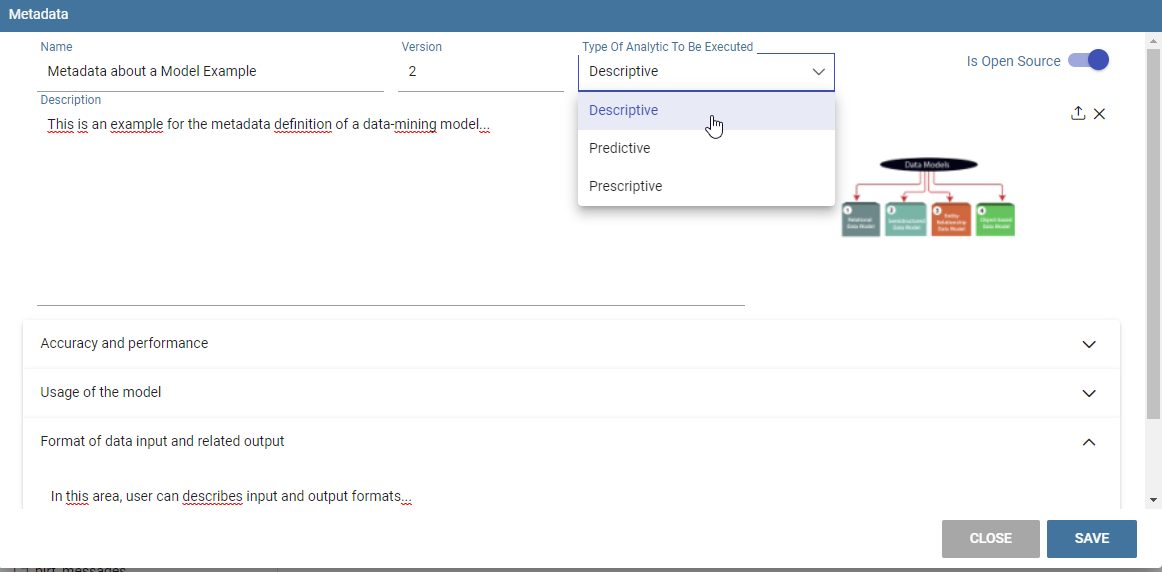 Metadata
Name
Version
Type Of Analytic To Be Executed
Metadata about a Model Example
2
Descriptive
Is Open Source
Description
This is an example for the metadata definition of a data-mining model...
Descriptive
Predictive
Prescriptive
Data Models
1
2
3
4
Relational
Data Model
Semistructured
Data Model
Entity
Relationship
Data Model
Object based
Data Model
Accuracy and performance
Usage of the model
Format of data input and related output
In this area, user can describes input and output formats...
CLOSE
SAVE